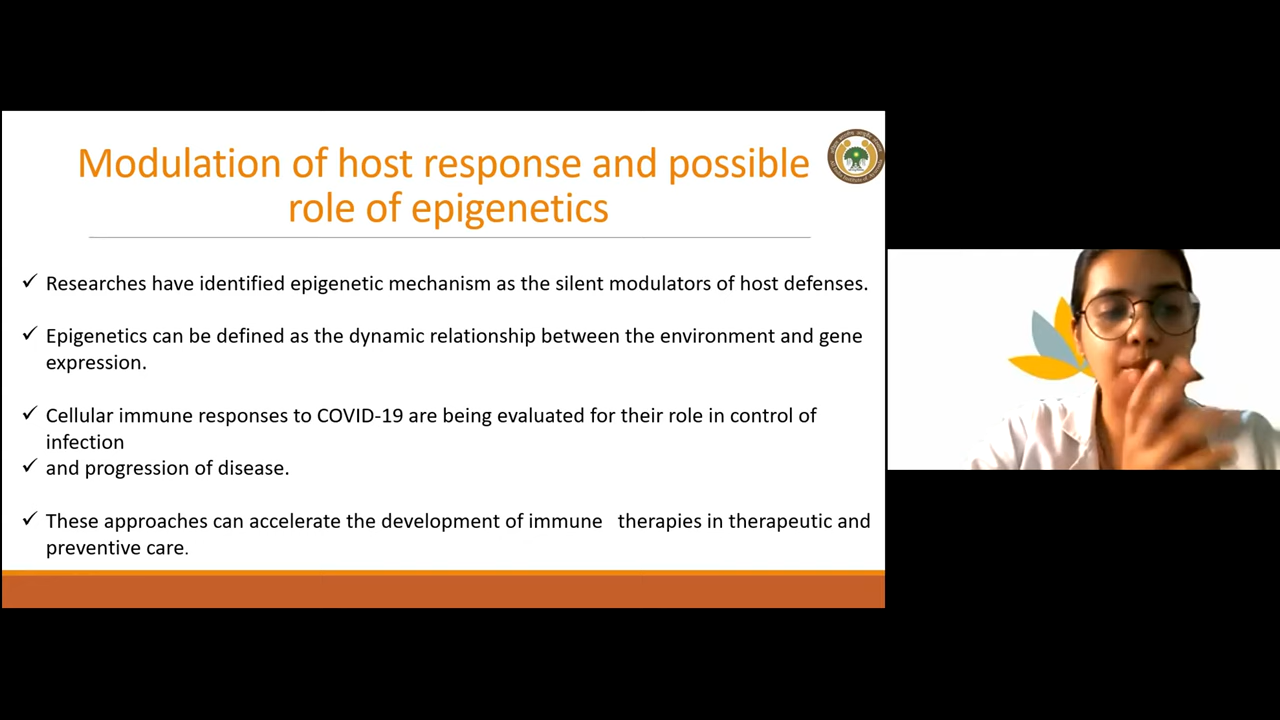 Modulation of host response and possible
role of epigenetics
✓ Researches have identified epigenetic mechanism as the silent modulators of host defenses.
✓ Epigenetics can be defined as the dynamic relationship between the environment and gene
expression.
✓ Cellular immune responses to COVID-19 are being evaluated for their role in control of
infection
✓ and progression of disease.
✓ These approaches can accelerate the development of immune   therapies in therapeutic and
preventive care.